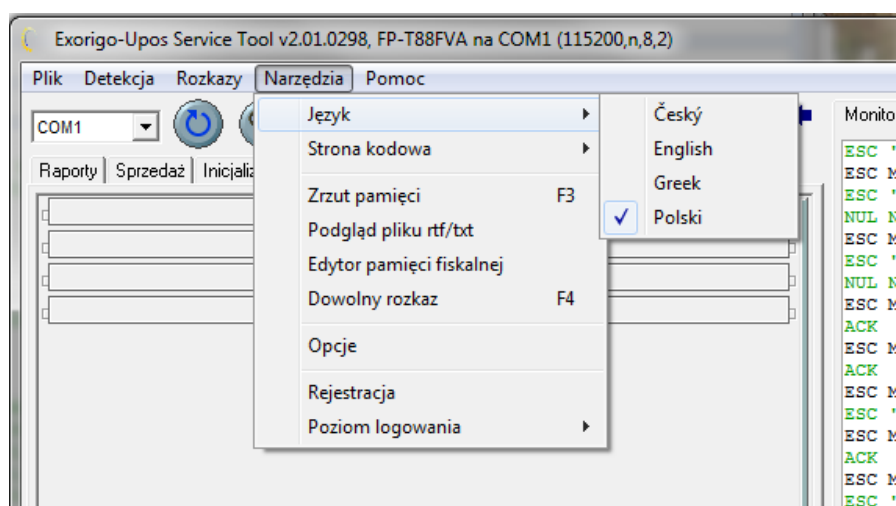 Exorigo-Upos Service Tool v2.01.0298, FP-T88FVA na COM1 (115200,n,8,2)
Plik Detekcja Rozkazy Narzędzia Pomoc
COM1
Raporty Sprzedaż
Język
Strona kodowa
Zrzut pamięci F3
Podgląd pliku rtf/txt
Edytor pamięci fiskalnej
Dowolny rozkaz F4
Opcje
Rejestracja
Poziom logowania
Český
English
Greek
Polski
ESC '
ESC
ESC '
NUL
ESC
ESC '
NUL
ESC
ACK
ESC
ACK
ESC
ESC '
ESC
ACK
ESC
ESC '